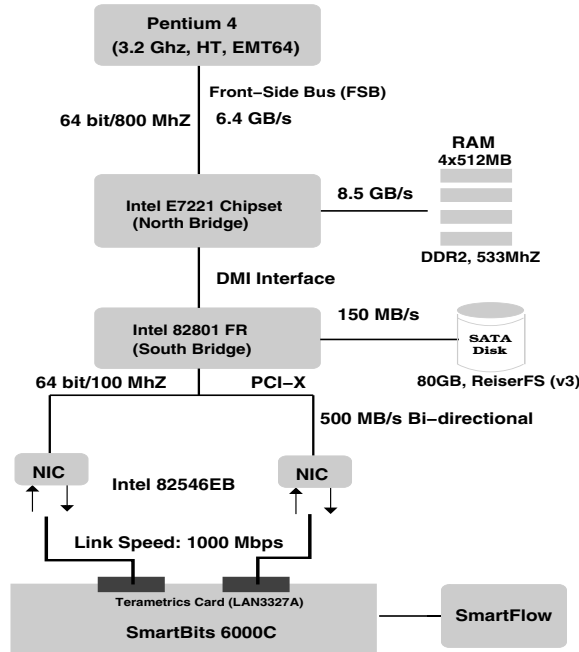 Pentium 4
(3.2 Ghz, HT, EMT64)
Front–Side Bus (FSB)
64 bit/800 MhZ
6.4 GB/s
RAM
4x512MB
Intel E7221 Chipset
(North Bridge)
8.5 GB/s
DDR2, 533MhZ
DMI Interface
Intel 82801 FR
(South Bridge)
150 MB/s
SATA
Disk
80GB, ReiserFS (v3)
64 bit/100 MhZ
PCI–X
500 MB/s Bi–directional
NIC
NIC
Intel 82546EB
Link Speed: 1000 Mbps
Terametrics Card (LAN3327A)
SmartBits 6000C
SmartFlow